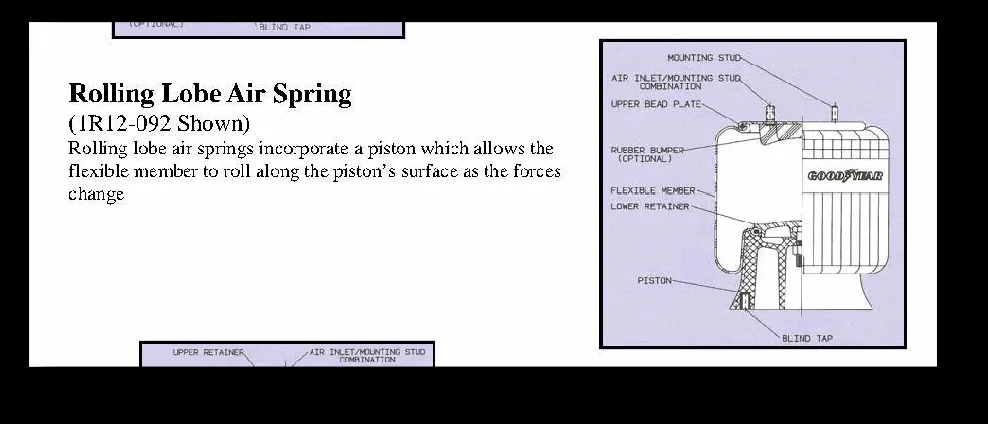 (OPTIONAL)
BLIND TAP
Rolling Lobe Air Spring
(1R12-092 Shown)
Rolling lobe air springs incorporate a piston which allows the
flexible member to roll along the piston's surface as the forces
change
MOUNTING STUD
AIR INLET/MOUNTING STUD
COMBINATION
UPPER BEAD PLATE
RUBBER BUMPER
(OPTIONAL)
GOODYEAR
FLEXIBLE MEMBER
LOWER RETAINER
PISTON
BLIND TAP
UPPER RETAINER
AIR INLET/MOUNTING STUD
COMBINATION